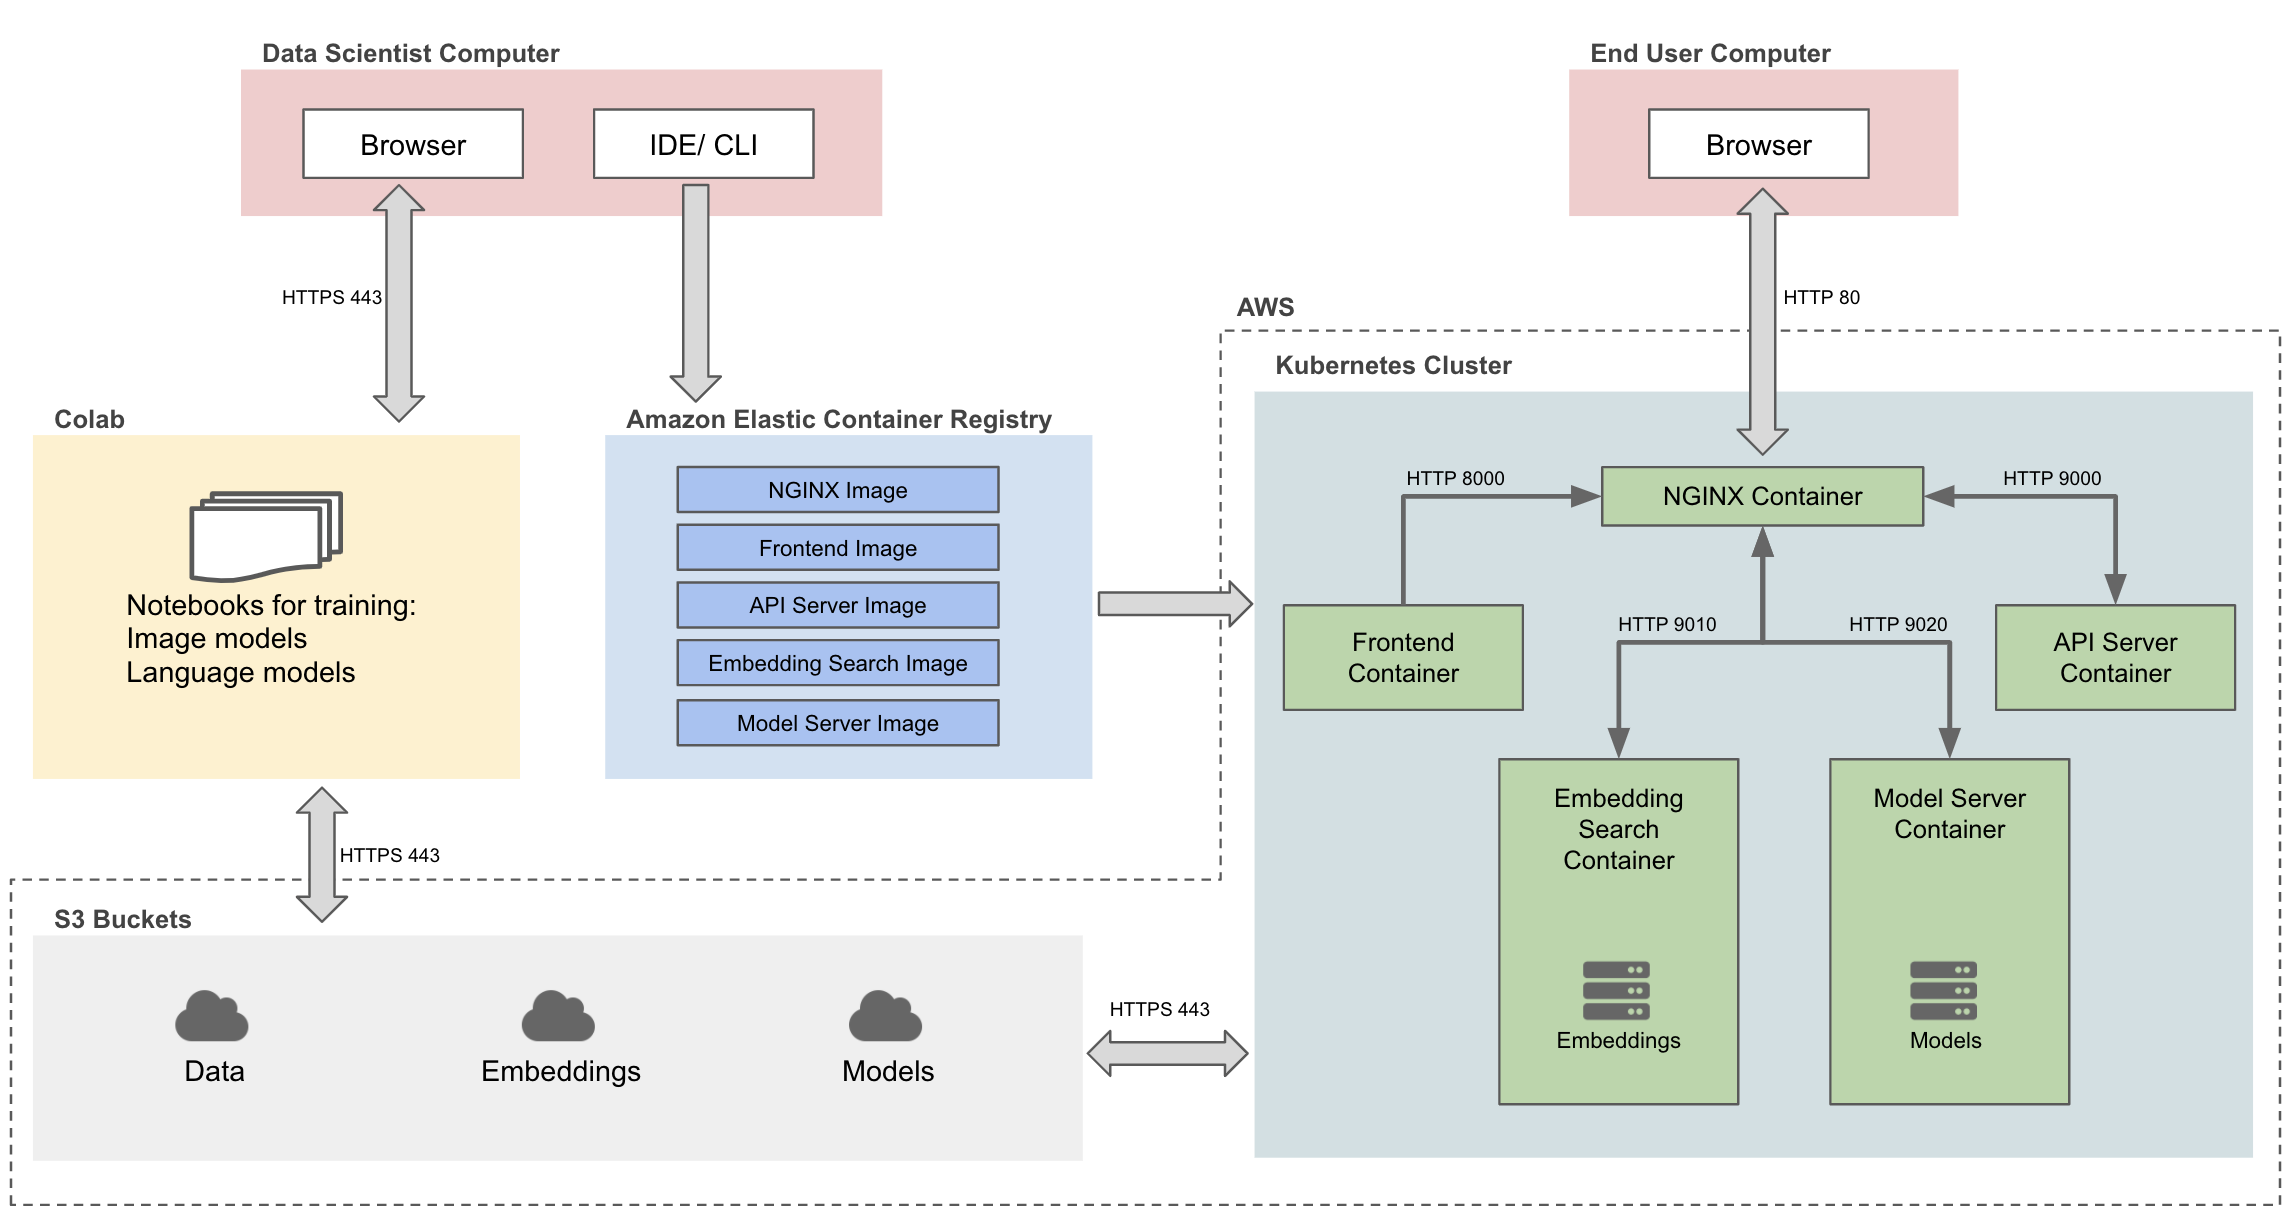 Data Scientist Computer
Browser
IDE/ CLI
End User Computer
Browser
HTTPS 443
HTTP 80
AWS
Kubernetes Cluster
Colab
Notebooks for training:
Image models
Language models
Amazon Elastic Container Registry
NGINX Image
Frontend Image
API Server Image
Embedding Search Image
Model Server Image
HTTP 8000
NGINX Container
HTTP 9000
Frontend
Container
HTTP 9010
HTTP 9020
API Server
Container
Embedding
Search
Container
Embeddings
Model Server
Container
Models
HTTPS 443
S3 Buckets
Data
Embeddings
Models
HTTPS 443